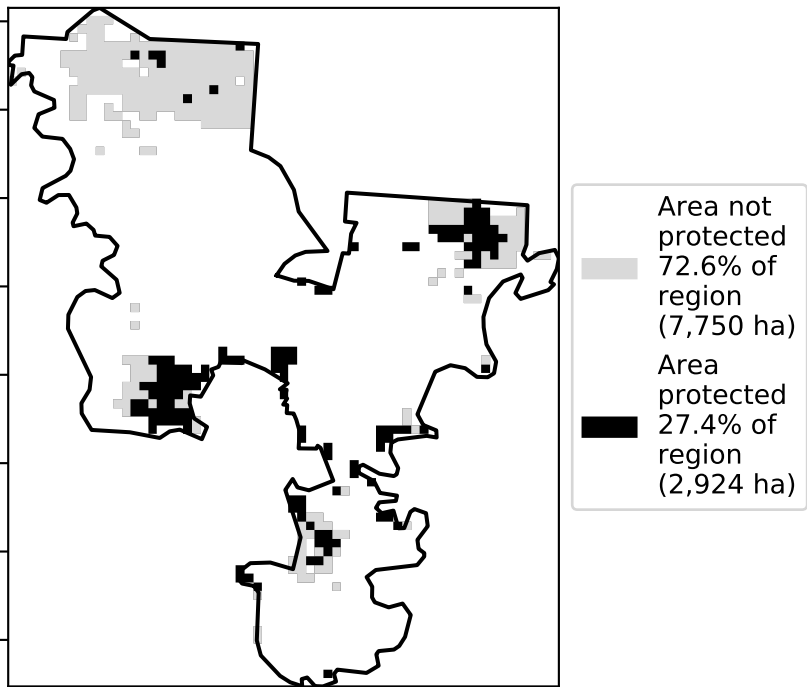 Area not
protected
72.6% of
region
(7,750 ha)
Area
protected
27.4% of
region
(2,924 ha)